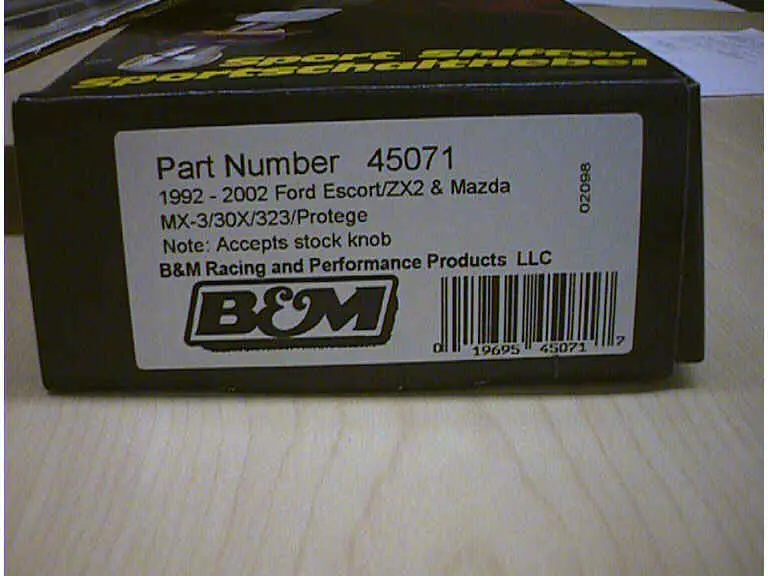 sport shifter
sportschalthebel
Part Number 45071
1992 - 2002 Ford Escort/ZX2 & Mazda
MX-3/30X/323/Protege
Note: Accepts stock knob
B&M Racing and Performance Products LLC
02098
B&M
0 19695 45071 7